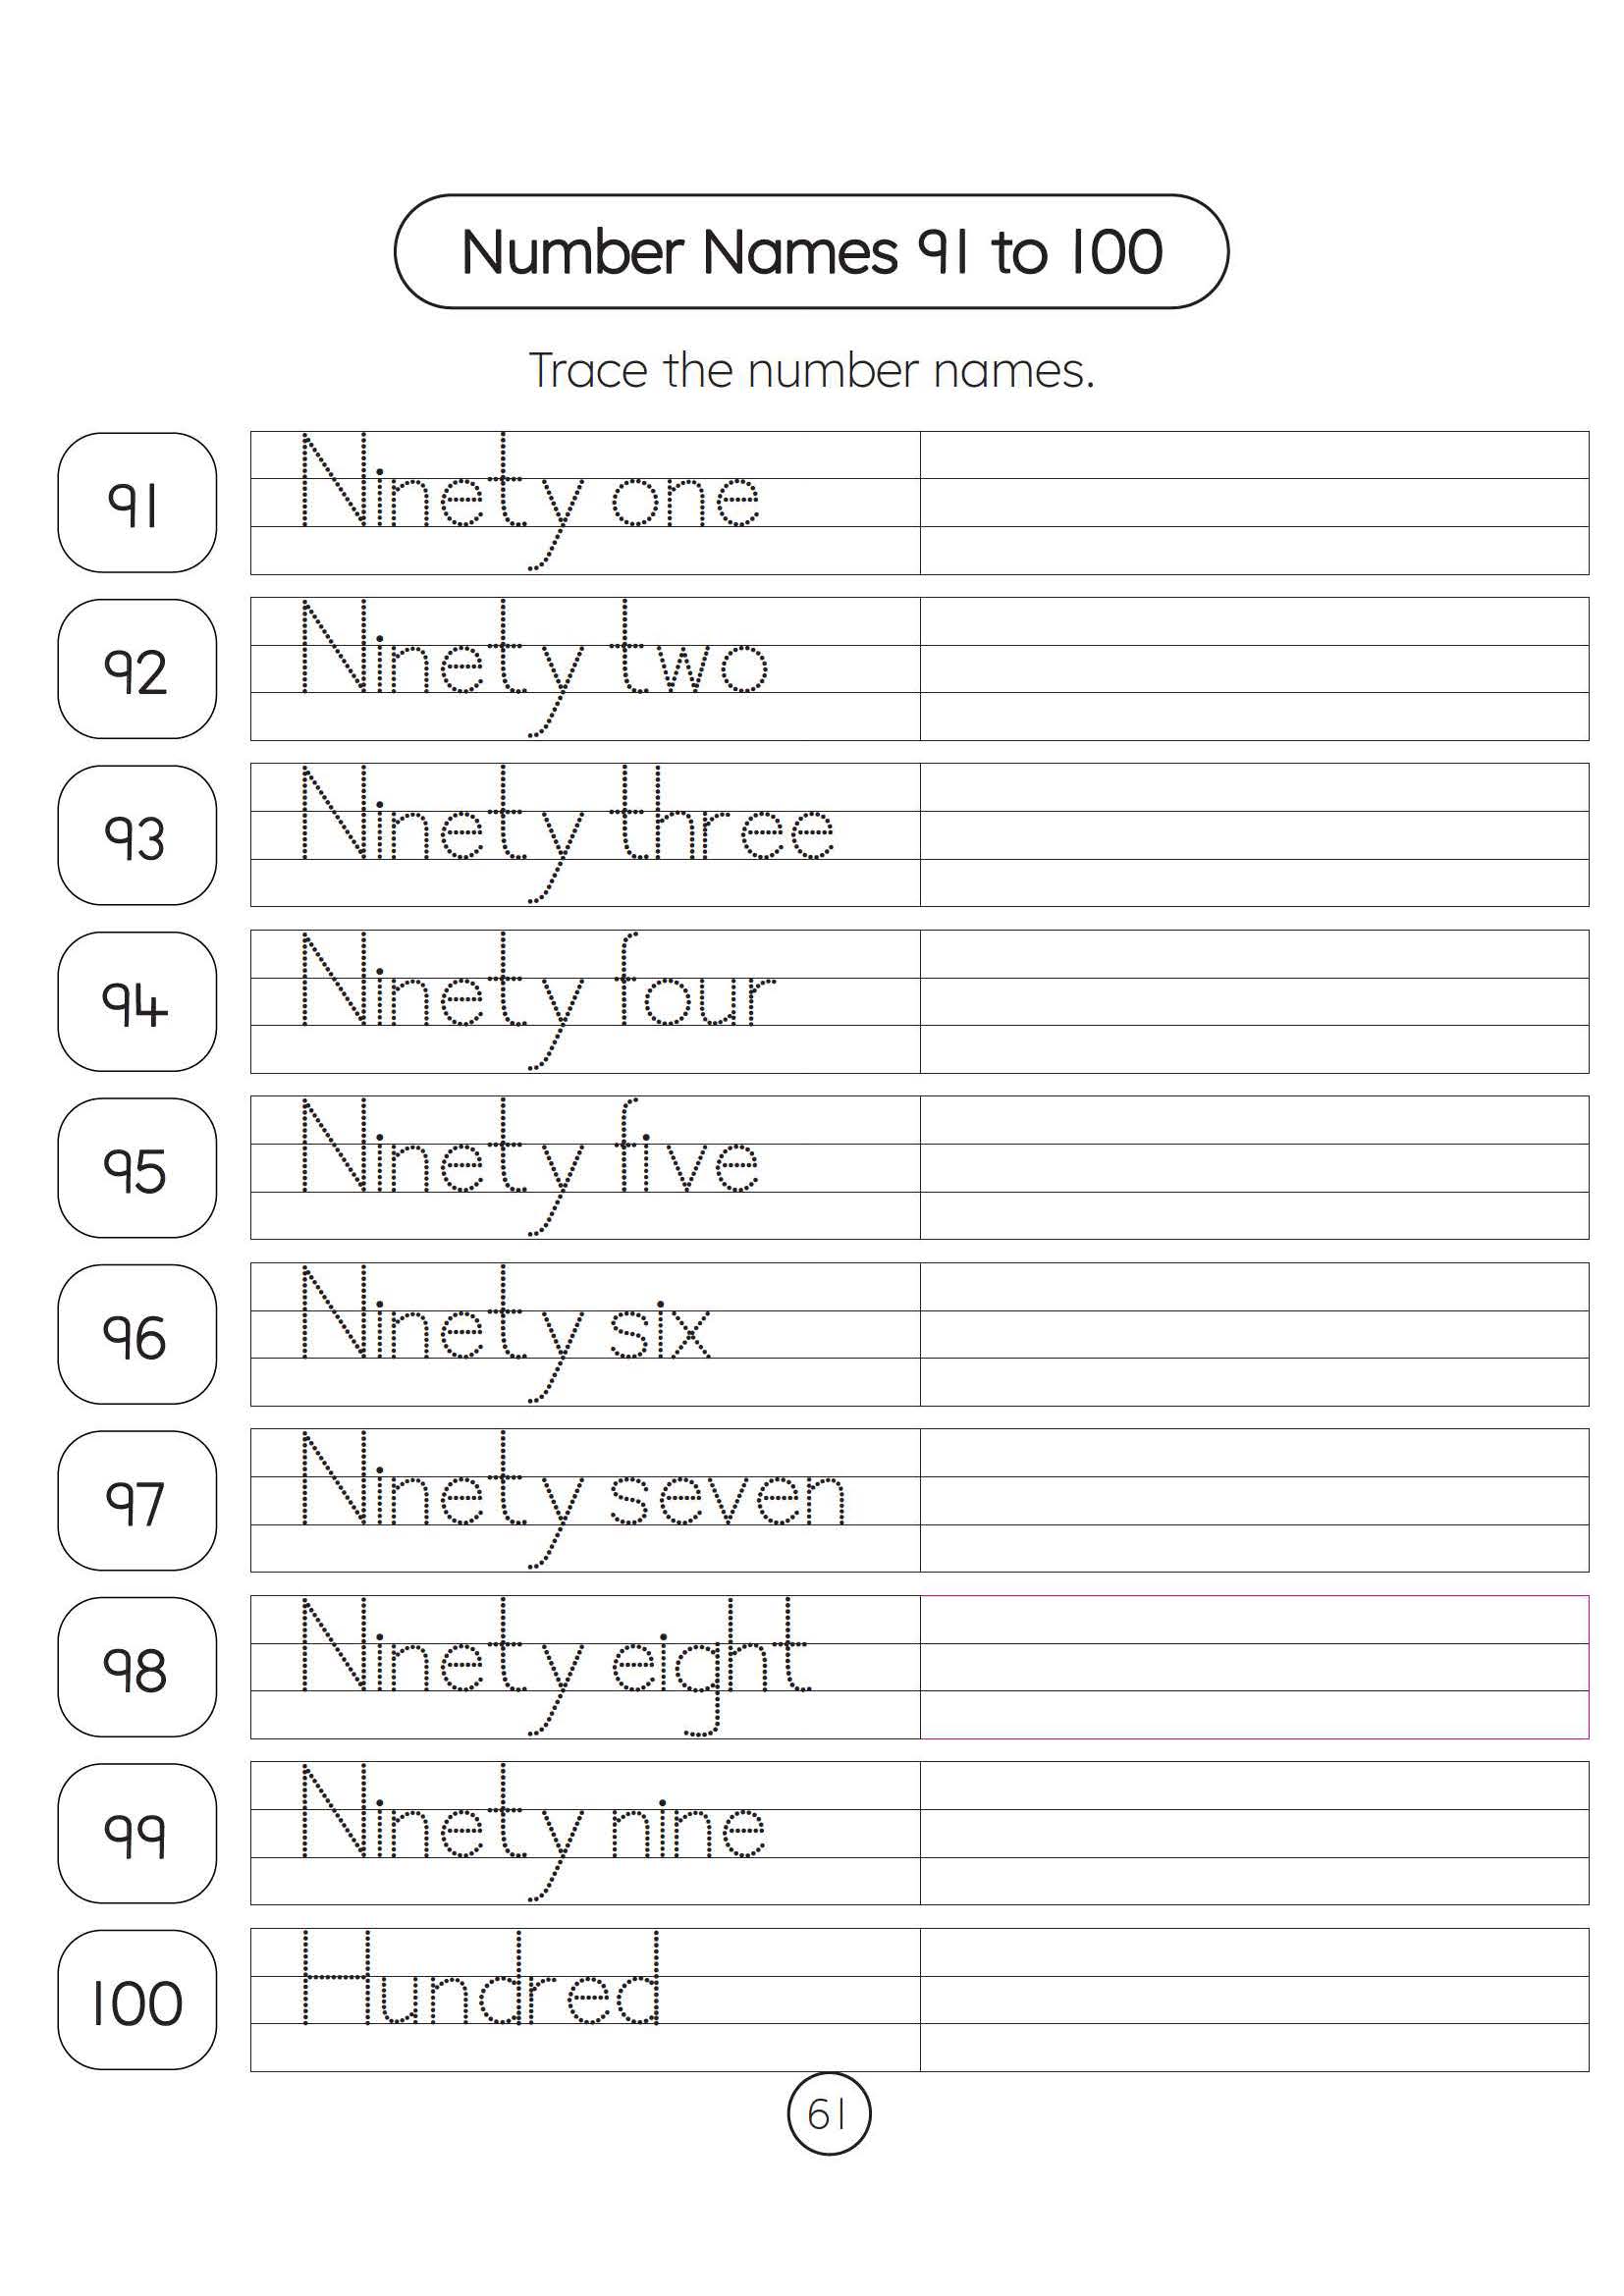 Number Names 91 to 100
Trace the number names.
91 Ninety one
92 Ninety two
93 Ninety three
94 Ninety four
95 Ninety five
96 Ninety six
97 Ninety seven
98 Ninety eight
99 Ninety nine
100 Hundred
61